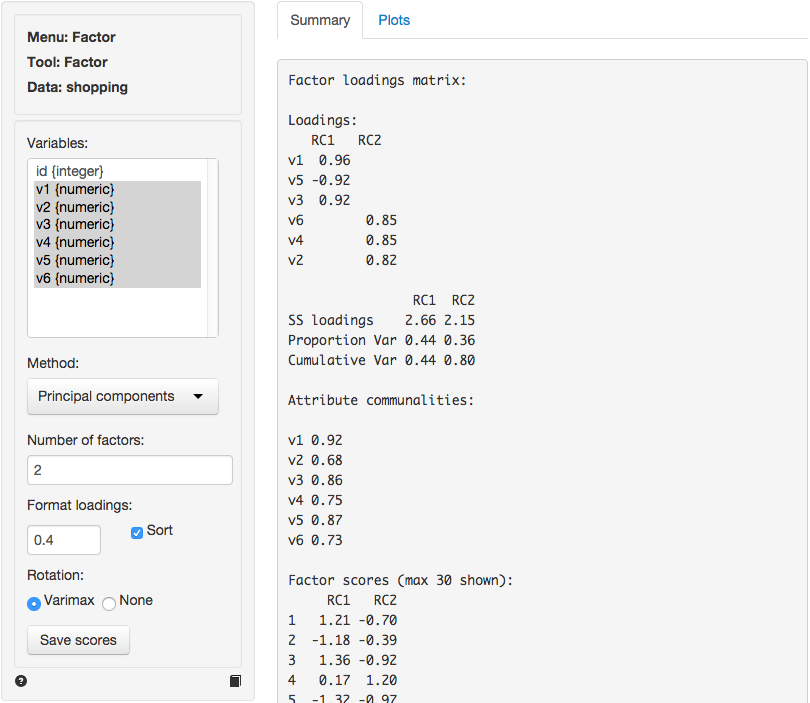 Menu: Factor
Tool: Factor
Data: shopping
Variables:
id {integer}
v1 {numeric}
v2 {numeric}
v3 {numeric}
v4 {numeric}
v5 {numeric}
v6 {numeric}
Method:
Principal components
Number of factors:
2
Format loadings:
0.4
Sort
Rotation:
Varimax None
Save scores
Summary Plots
Factor loadings matrix:
Loadings:
RC1 RC2
v1 0.96
v5 -0.92
v3 0.92
v6 0.85
v4 0.85
v2 0.82
RC1 RC2
SS loadings 2.66 2.15
Proportion Var 0.44 0.36
Cumulative Var 0.44 0.80
Attribute communalities:
v1 0.92
v2 0.68
v3 0.86
v4 0.75
v5 0.87
v6 0.73
Factor scores (max 30 shown):
RC1 RC2
1 1.21 -0.70
2 -1.18 -0.39
3 1.36 -0.92
4 0.17 1.20
5 -1.32 -0.97